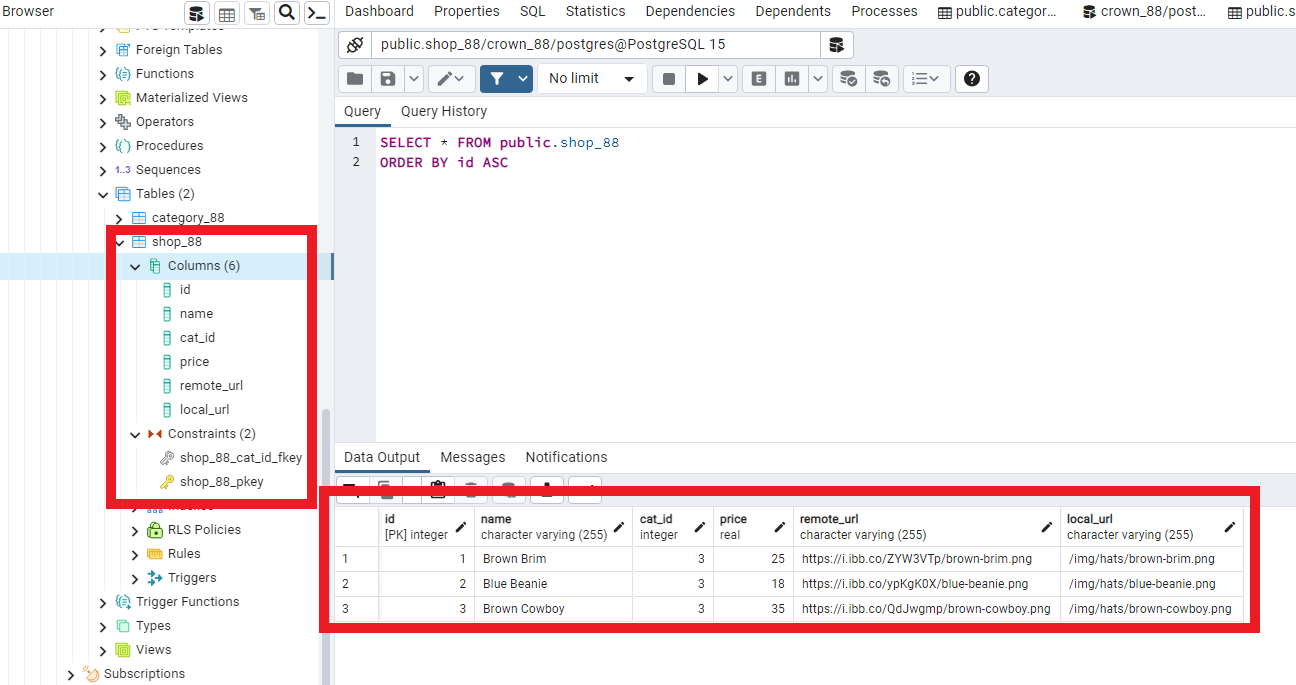 Browser
Dashboard Properties SQL Statistics Dependencies Dependents Processes public.categor... crown_88/post... public.s
Foreign Tables
Functions
Materialized Views
Operators
Procedures
1..3 Sequences
Tables (2)
category_88
shop_88
Columns (6)
id
name
cat_id
price
remote_url
local_url
Constraints (2)
shop_88_cat_id_fkey
shop_88_pkey
RLS Policies
Rules
Triggers
Trigger Functions
Types
Views
Subscriptions
public.shop_88/crown_88/postgres@PostgreSQL 15
No limit
E
Query Query History
1 SELECT * FROM public.shop_88
2 ORDER BY id ASC
Data Output Messages Notifications
id name cat_id price remote_url local_url
[PK] integer character varying (255) integer real character varying (255) character varying (255)
1 1 Brown Brim 3 25 https://i.ibb.co/ZYW3VTp/brown-brim.png /img/hats/brown-brim.png
2 2 Blue Beanie 3 18 https://i.ibb.co/ypKgK0X/blue-beanie.png /img/hats/blue-beanie.png
3 3 Brown Cowboy 3 35 https://i.ibb.co/QdJwgmp/brown-cowboy.png /img/hats/brown-cowboy.png